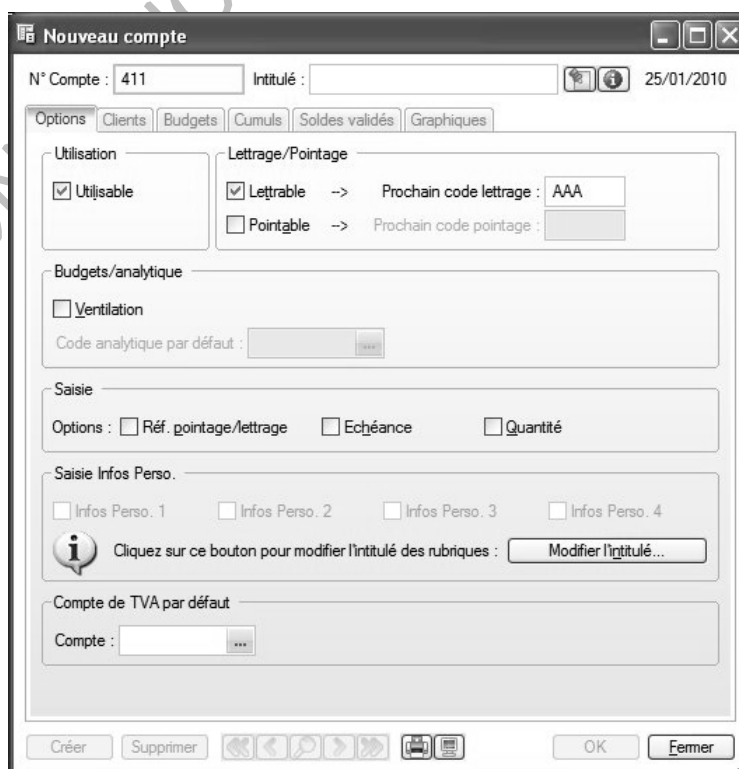 Nouveau compte
N° Compte : 411 Intitulé : 25/01/2010
Options Clients Budgets Cumuls Soldes validés Graphiques
Utilisation Lettrage/Pointage
Utilisable Lettrable --> Prochain code lettrage : AAA
Pointable --> Prochain code pointage :
Budgets/analytique
Ventilation
Code analytique par défaut : ...
Saisie
Options : Réf. pointage/lettrage Echéance Quantité
Saisie Infos Perso.
Infos Perso. 1 Infos Perso. 2 Infos Perso. 3 Infos Perso. 4
Cliquez sur ce bouton pour modifier l'intitulé des rubriques : Modifier l'intitulé...
Compte de TVA par défaut
Compte : ...
Créer Supprimer OK Fermer